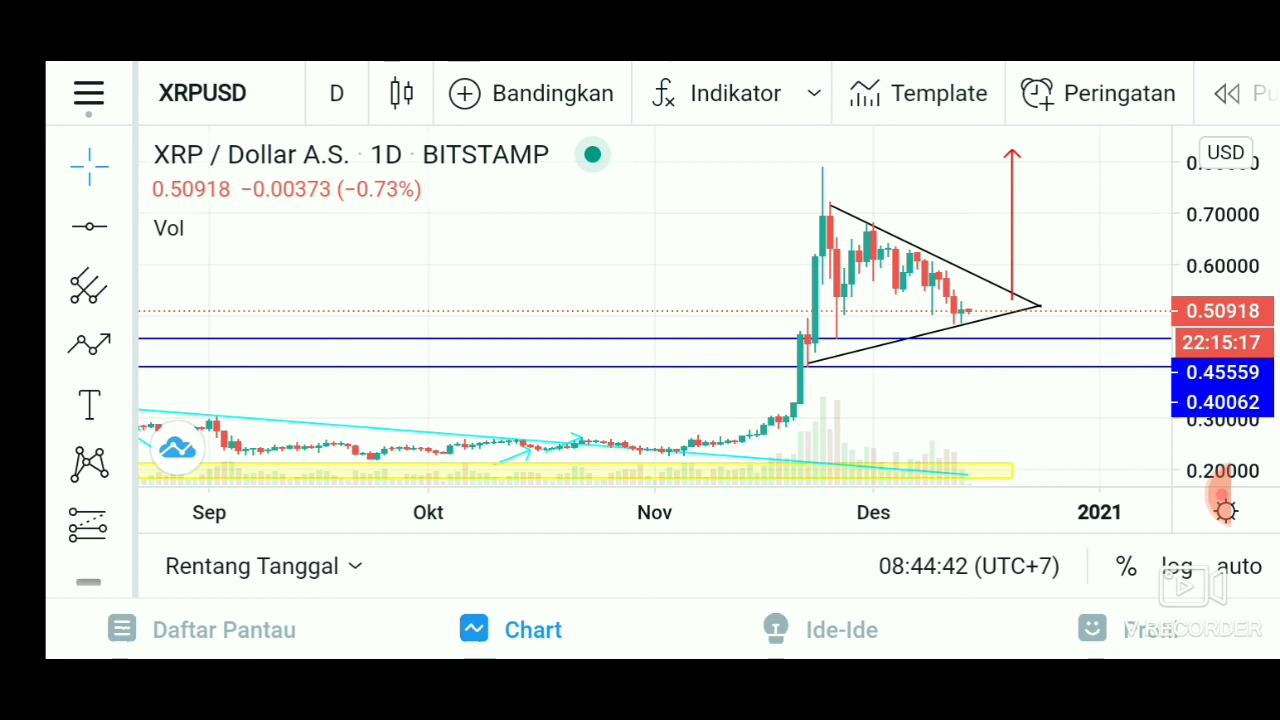 XRPUSD D Bandingkan Indikator Template Peringatan
XRP / Dollar A.S. · 1D · BITSTAMP
USD
0.50918 −0.00373 (−0.73%)
Vol
0.70000
0.60000
0.50918
22:15:17
0.45559
0.40062
0.30000
0.20000
Sep Okt Nov Des 2021
Rentang Tanggal 08:44:42 (UTC+7) % log auto
Daftar Pantau Chart Ide-Ide
RECORDER